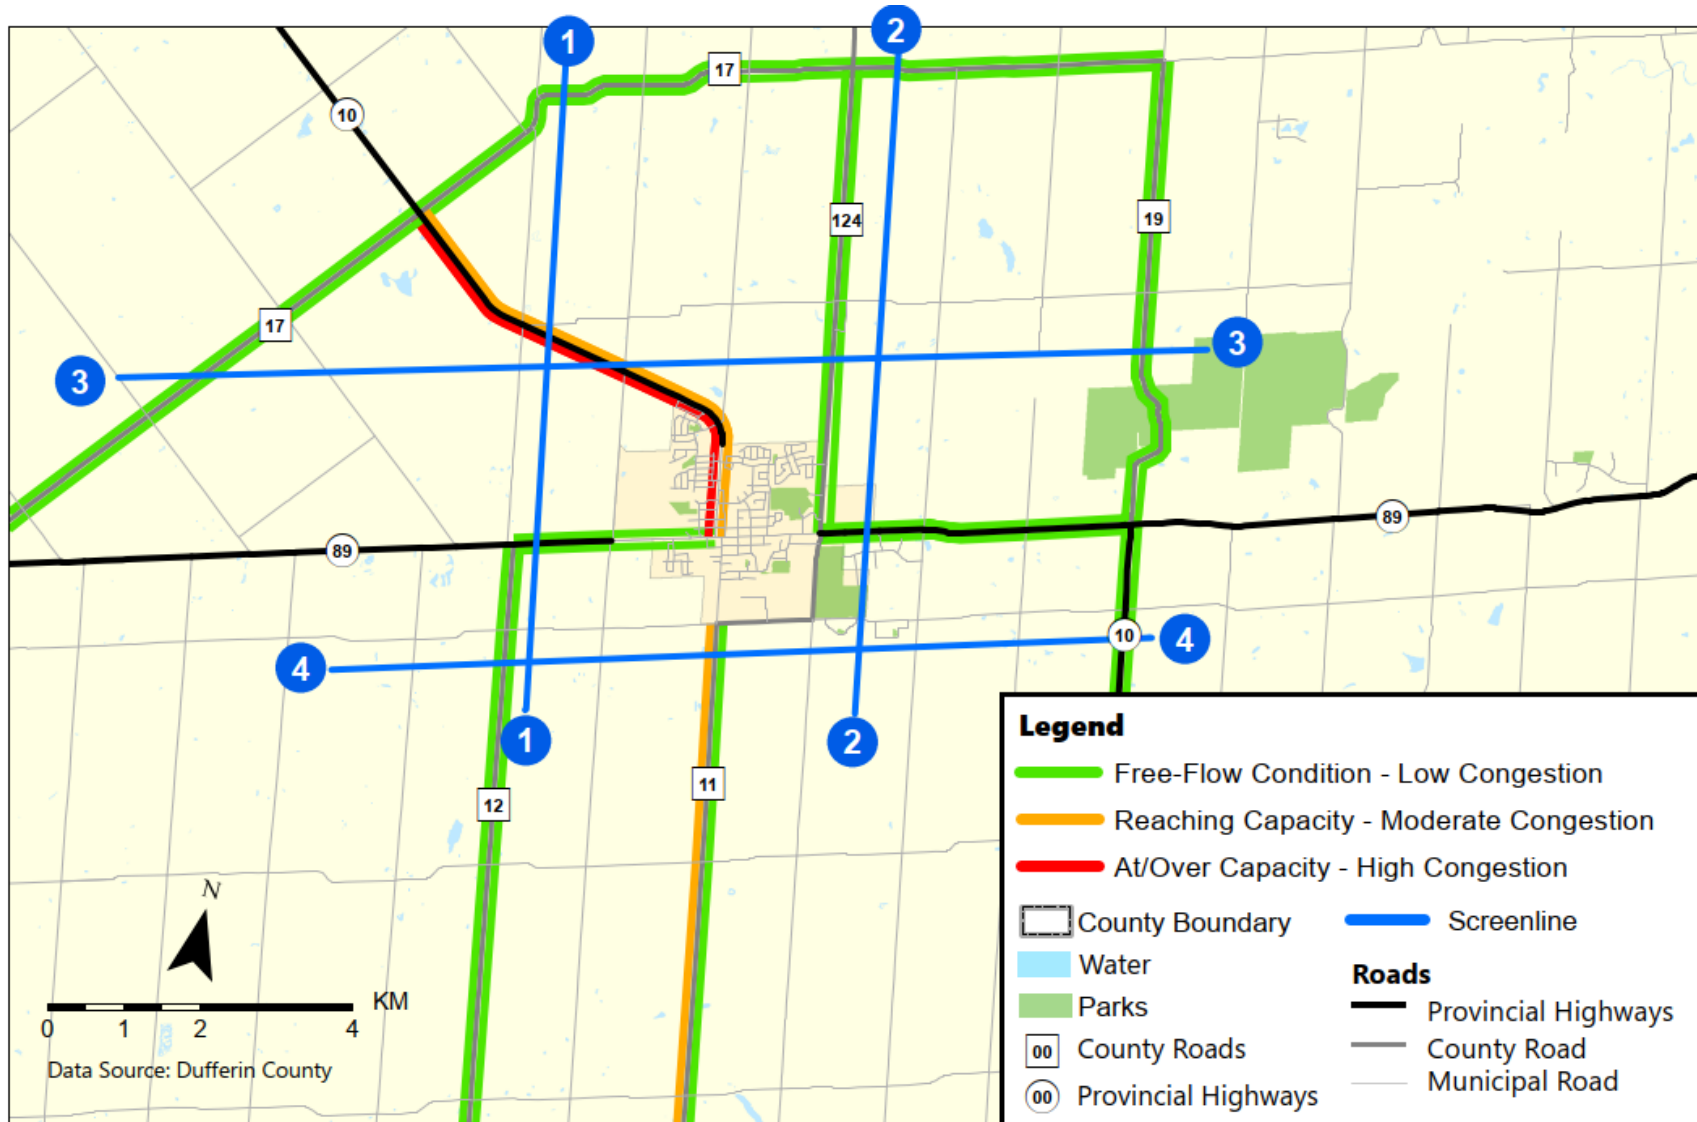 1
2
17
10
124
19
17
3
3
89
89
10
4
4
1
2
11
12
N
KM
0 1 2 4
Data Source: Dufferin County
Legend
Free-Flow Condition - Low Congestion
Reaching Capacity - Moderate Congestion
At/Over Capacity - High Congestion
County Boundary
Screenline
Water
Parks
00 County Roads
00 Provincial Highways
Roads
Provincial Highways
County Road
Municipal Road